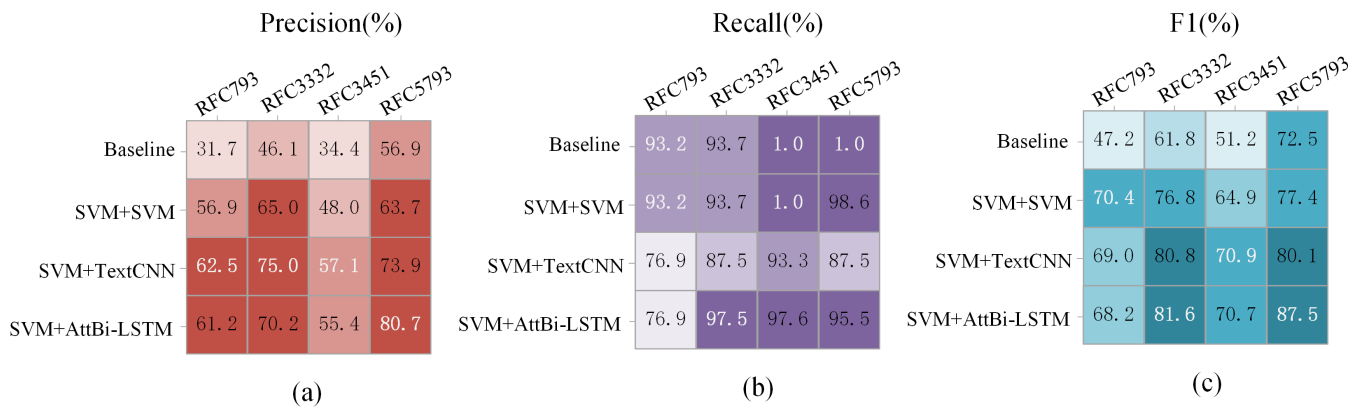 Precision(%)
RFC793 RFC3332 RFC3451 RFC5793
Baseline 31.7 46.1 34.4 56.9
SVM+SVM 56.9 65.0 48.0 63.7
SVM+TextCNN 62.5 75.0 57.1 73.9
SVM+AttBi-LSTM 61.2 70.2 55.4 80.7
(a)
Recall(%)
RFC793 RFC3332 RFC3451 RFC5793
Baseline 93.2 93.7 1.0 1.0
SVM+SVM 93.2 93.7 1.0 98.6
SVM+TextCNN 76.9 87.5 93.3 87.5
SVM+AttBi-LSTM 76.9 97.5 97.6 95.5
(b)
F1(%)
RFC793 RFC3332 RFC3451 RFC5793
Baseline 47.2 61.8 51.2 72.5
SVM+SVM 70.4 76.8 64.9 77.4
SVM+TextCNN 69.0 80.8 70.9 80.1
SVM+AttBi-LSTM 68.2 81.6 70.7 87.5
(c)